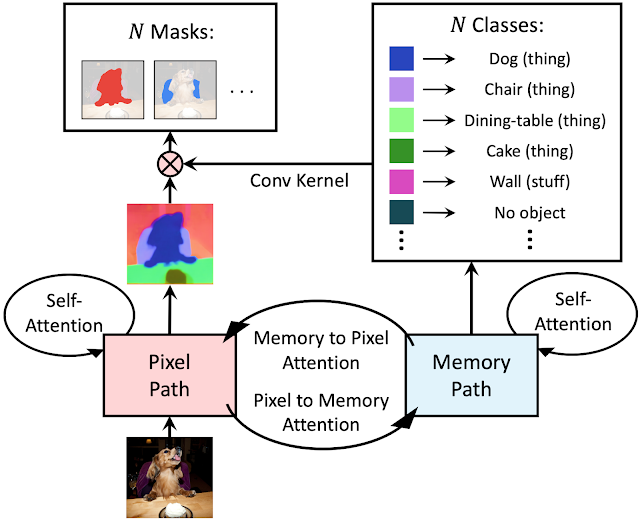 N Masks:
. . .
N Classes:
Dog (thing)
Chair (thing)
Dining-table (thing)
Cake (thing)
Wall (stuff)
No object
Conv Kernel
Self-
Attention
Memory to Pixel
Attention
Self-
Attention
Pixel
Path
Pixel to Memory
Attention
Memory
Path